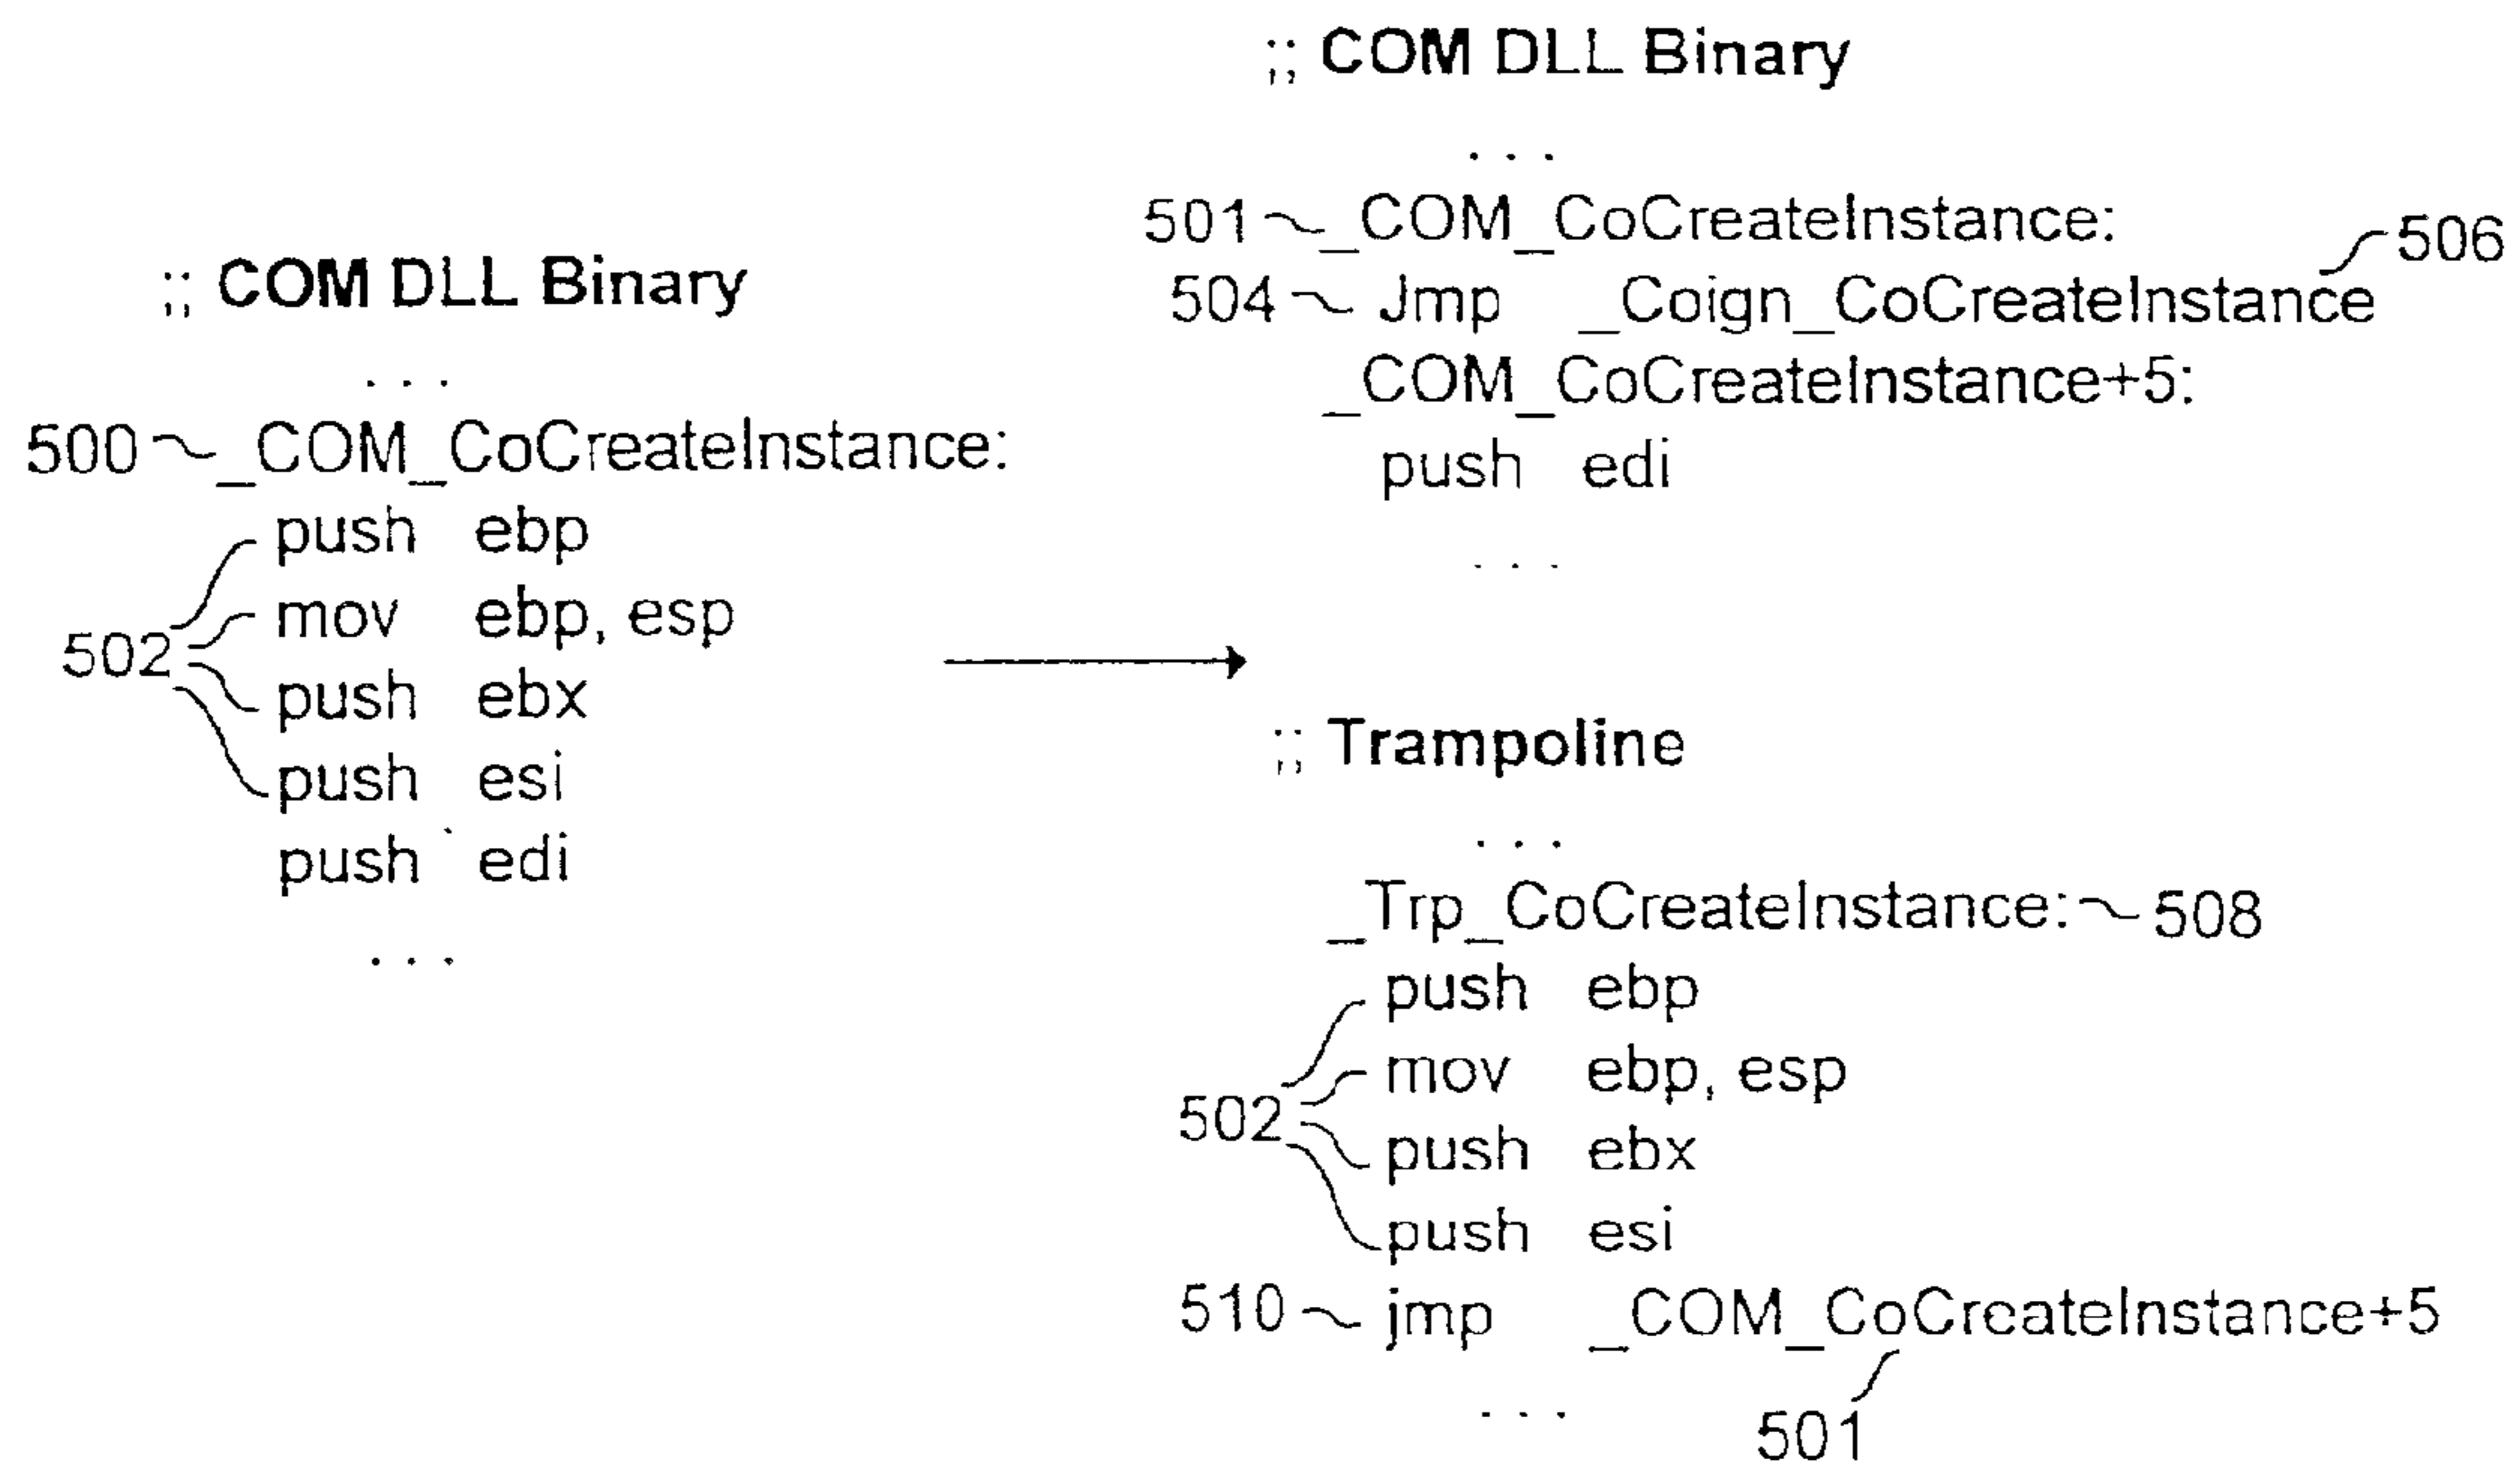 ;; COM DLL Binary
. . .
500 _COM_CoCreateInstance:
push ebp
mov ebp, esp
502
push ebx
push esi
push edi
. . .
;; COM DLL Binary
. . .
501 _COM_CoCreateInstance:
506
504 Jmp _Coign_CoCreateInstance
_COM_CoCreateInstance+5:
push edi
. . .
;; Trampoline
. . .
_Trp_CoCreateInstance: 508
push ebp
mov ebp, esp
502
push ebx
push esi
510 jmp _COM_CoCreateInstance+5
. . .
501